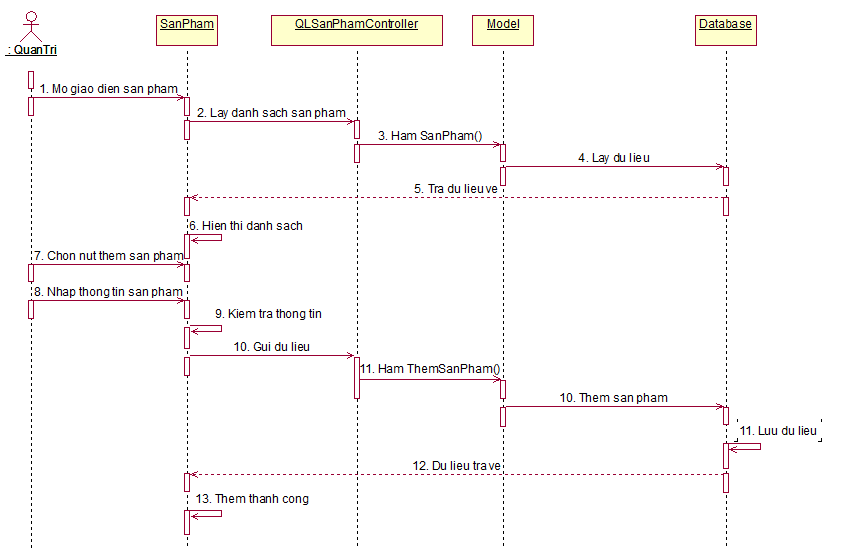 SanPham
QLSanPhamController
Model
Database
: QuanTri
1. Mo giao dien san pham
2. Lay danh sach san pham
3. Ham SanPham()
4. Lay du lieu
5. Tra du lieu ve
6. Hien thi danh sach
7. Chon nut them san pham
8. Nhap thong tin san pham
9. Kiem tra thong tin
10. Gui du lieu
11. Ham ThemSanPham()
10. Them san pham
11. Luu du lieu
12. Du lieu tra ve
13. Them thanh cong